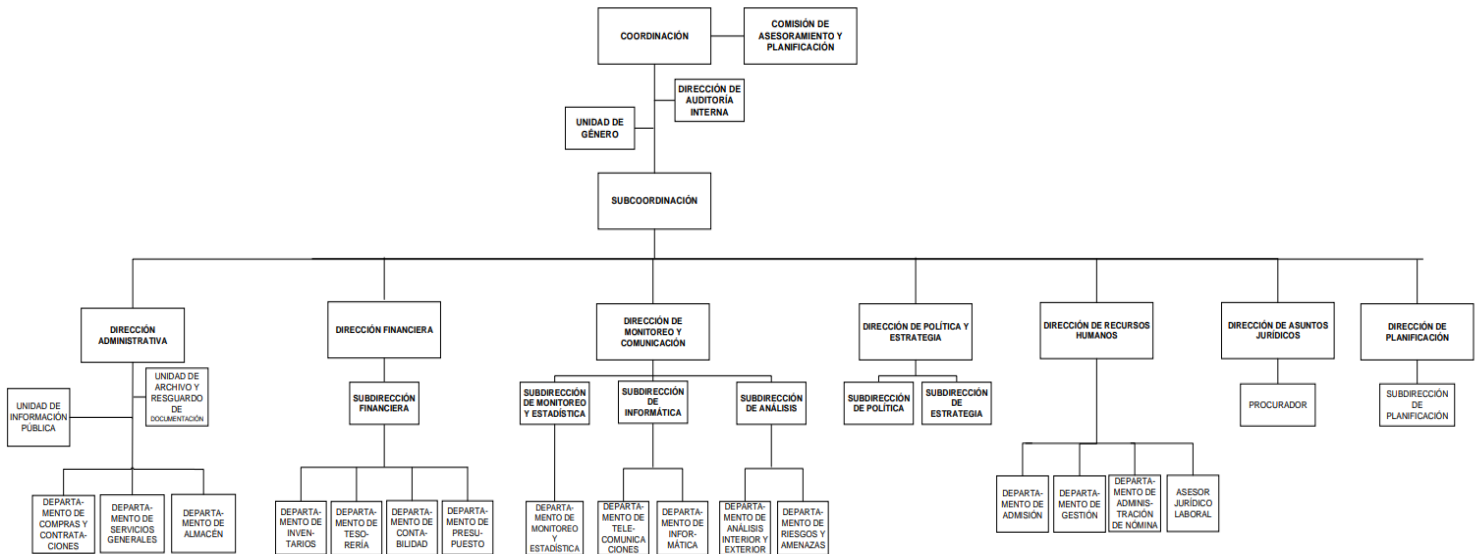 COORDINACIÓN
COMISIÓN DE
ASESORAMIENTO Y
PLANIFICACIÓN
DIRECCIÓN DE
AUDITORÍA
INTERNA
UNIDAD DE
GÉNERO
SUBCOORDINACIÓN
DIRECCIÓN
ADMINISTRATIVA
DIRECCIÓN FINANCIERA
DIRECCIÓN DE
MONITOREO Y
COMUNICACIÓN
DIRECCIÓN DE POLÍTICA Y
ESTRATEGIA
DIRECCIÓN DE RECURSOS
HUMANOS
DIRECCIÓN DE ASUNTOS
JURÍDICOS
DIRECCIÓN DE
PLANIFICACIÓN
UNIDAD DE
INFORMACIÓN
PÚBLICA
UNIDAD DE
ARCHIVO Y
RESGUARDO
DE
DOCUMENTACIÓN
SUBDIRECCIÓN
FINANCIERA
SUBDIRECCIÓN
DE MONITOREO
Y ESTADÍSTICA
SUBDIRECCIÓN
DE
INFORMÁTICA
SUBDIRECCIÓN
DE ANÁLISIS
SUBDIRECCIÓN
DE POLÍTICA
SUBDIRECCIÓN
DE
ESTRATEGIA
PROCURADOR
SUBDIRECCIÓN
DE
PLANIFICACIÓN
DEPARTA-
MENTO DE
COMPRAS Y
CONTRATA-
CIONES
DEPARTA-
MENTO DE
SERVICIOS
GENERALES
DEPARTA-
MENTO DE
ALMACÉN
DEPARTA-
MENTO DE
INVEN-
TARIOS
DEPARTA-
MENTO DE
TESO-
RERÍA
DEPARTA-
MENTO DE
CONTA-
BILIDAD
DEPARTA-
MENTO DE
PRESU-
PUESTO
DEPARTA-
MENTO DE
MONITOREO
Y
ESTADÍSTICA
DEPARTA-
MENTO DE
TELE-
COMUNICA
CIONES
DEPARTA-
MENTO DE
INFOR-
MÁTICA
DEPARTA-
MENTO DE
ANÁLISIS
INTERIOR Y
EXTERIOR
DEPARTA-
MENTO DE
RIESGOS Y
AMENAZAS
DEPARTA-
MENTO DE
ADMISIÓN
DEPARTA-
MENTO DE
GESTIÓN
DEPARTA-
MENTO DE
ADMINIS-
TRACIÓN
DE NÓMINA
ASESOR
JURÍDICO
LABORAL